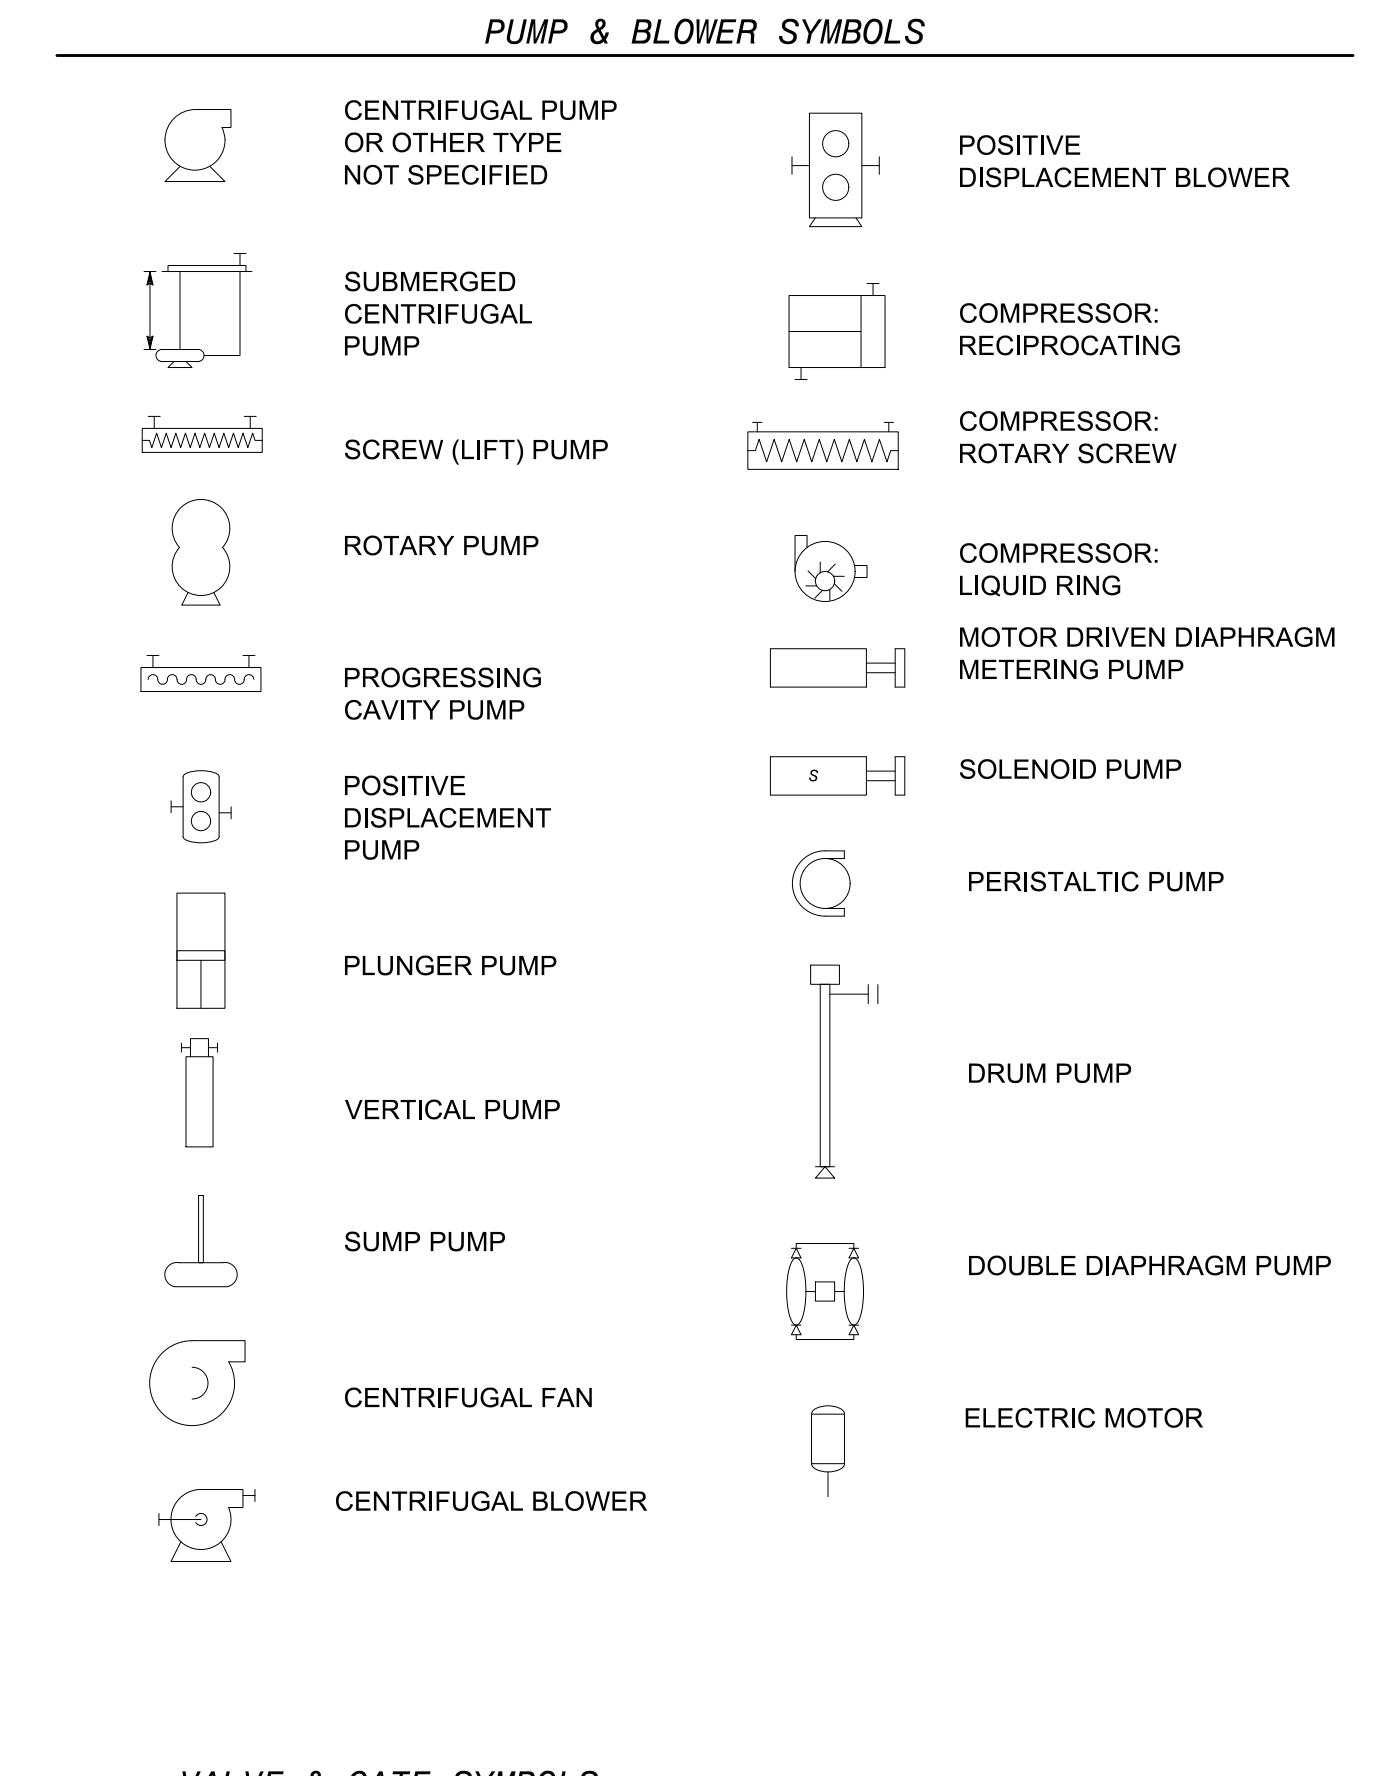 PUMP & BLOWER SYMBOLS
CENTRIFUGAL PUMP
OR OTHER TYPE
NOT SPECIFIED
SUBMERGED
CENTRIFUGAL
PUMP
SCREW (LIFT) PUMP
ROTARY PUMP
PROGRESSING
CAVITY PUMP
POSITIVE
DISPLACEMENT
PUMP
PLUNGER PUMP
VERTICAL PUMP
SUMP PUMP
CENTRIFUGAL FAN
CENTRIFUGAL BLOWER
POSITIVE
DISPLACEMENT BLOWER
COMPRESSOR:
RECIPROCATING
COMPRESSOR:
ROTARY SCREW
COMPRESSOR:
LIQUID RING
MOTOR DRIVEN DIAPHRAGM
METERING PUMP
S
SOLENOID PUMP
PERISTALTIC PUMP
DRUM PUMP
DOUBLE DIAPHRAGM PUMP
ELECTRIC MOTOR
VALVE & GATE SYMBOLS